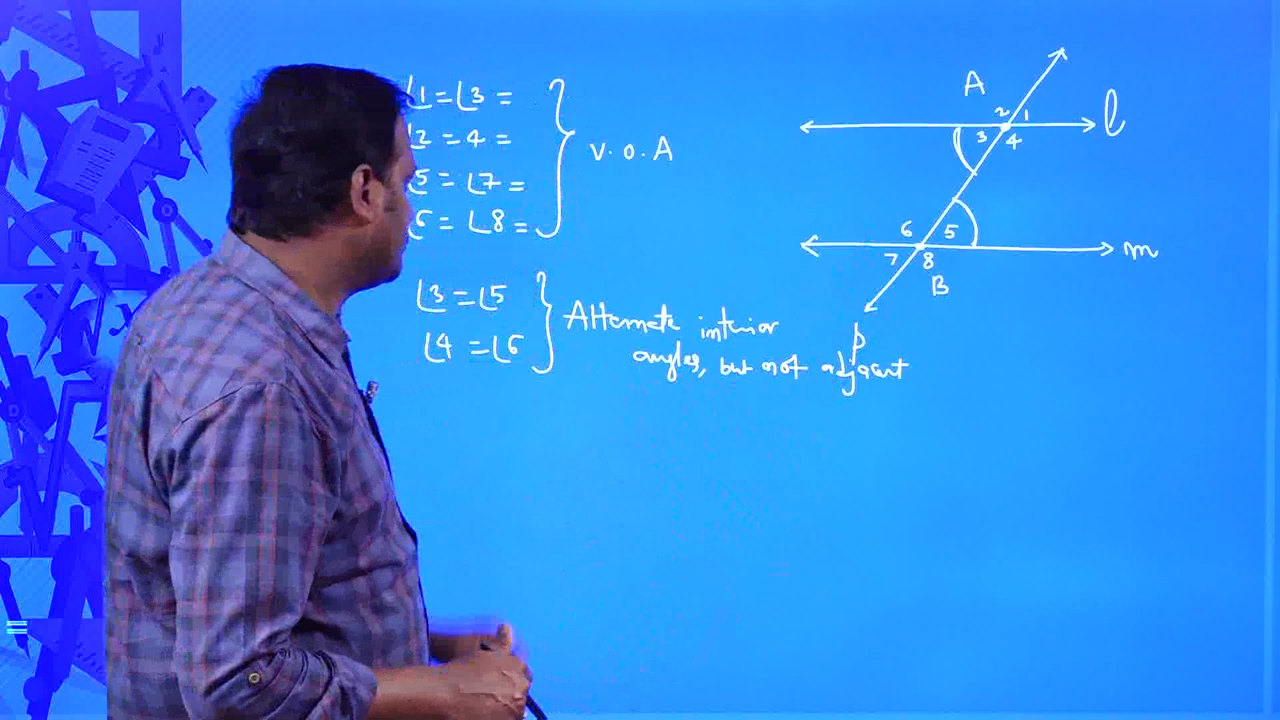 ∠1 = ∠3 =
∠2 = 4 =
∠5 = ∠7 =
∠6 = ∠8 =
V. O. A
∠3 = ∠5
∠4 = ∠6
Alternate interior
angles, but not adjacent
A
2 1
3 4
l
6 5
7 8
m
B
p